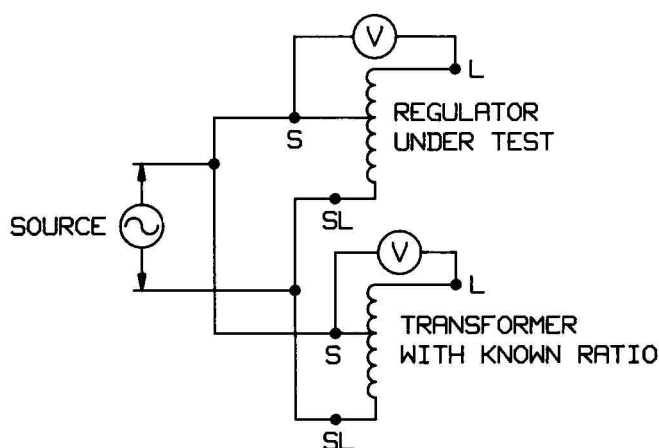 V
L
REGULATOR
UNDER TEST
S
SL
SOURCE
V
L
TRANSFORMER
WITH KNOWN RATIO
S
SL